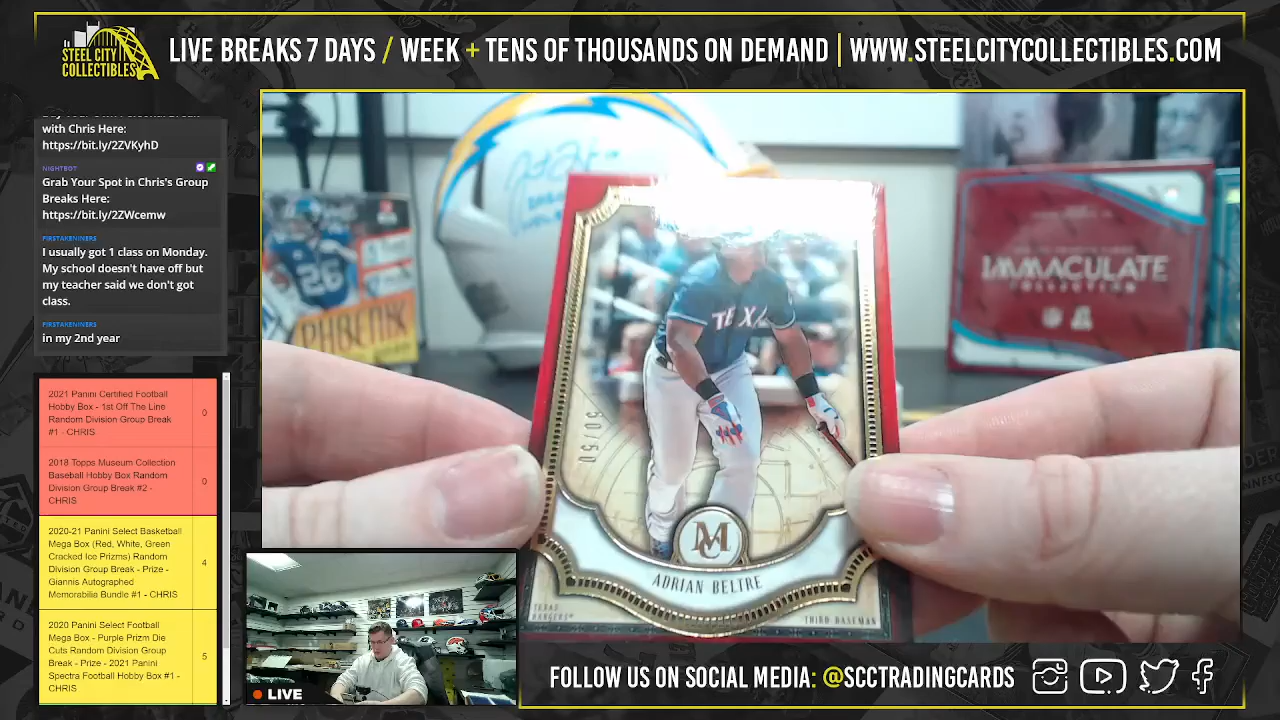 STEEL CITY
COLLECTIBLES
LIVE BREAKS 7 DAYS / WEEK + TENS OF THOUSANDS ON DEMAND | WWW.STEELCITYCOLLECTIBLES.COM
with Chris Here:
https://bit.ly/2ZVKyhD
NIGHTBOT
Grab Your Spot in Chris's Group
Breaks Here:
https://bit.ly/2ZWcemw
FIRSTAKENINERS
I usually got 1 class on Monday.
My school doesn't have off but
my teacher said we don't got
class.
FIRSTAKENINERS
in my 2nd year
2021 Panini Certified Football
Hobby Box - 1st Off The Line
Random Division Group Break
#1 - CHRIS
0
2018 Topps Museum Collection
Baseball Hobby Box Random
Division Group Break #2 -
CHRIS
0
2020-21 Panini Select Basketball
Mega Box (Red, White, Green
Cracked Ice Prizms) Random
Division Group Break - Prize -
Giannis Autographed
Memorabilia Bundle #1 - CHRIS
4
2020 Panini Select Football
Mega Box - Purple Prizm Die
Cuts Random Division Group
Break - Prize - 2021 Panini
Spectra Football Hobby Box #1 -
CHRIS
5
26
PHOENIX
IMMACULATE
COLLECTION
TEXA
50/50
MC
ADRIAN BELTRE
TEXAS
RANGERS
THIRD BASEMAN
LIVE
FOLLOW US ON SOCIAL MEDIA: @SCCTRADINGCARDS